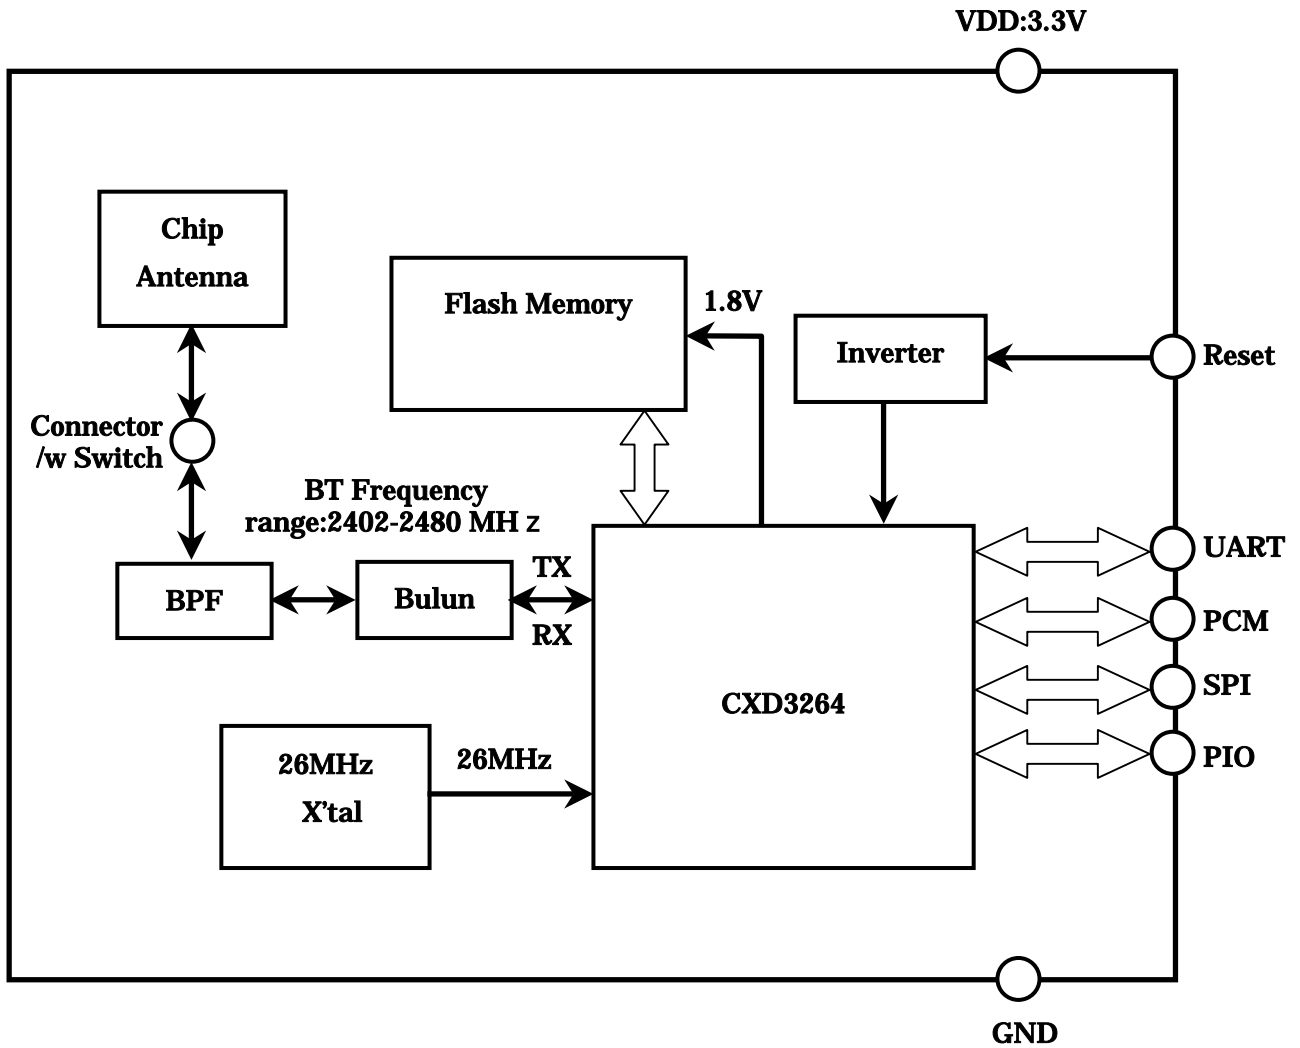 VDD:3.3V
Chip
Antenna
Flash Memory
1.8V
Inverter
Reset
Connector
/w Switch
BT Frequency
range:2402-2480 MH z
BPF
Bulun
TX
RX
UART
PCM
SPI
PIO
CXD3264
26MHz
X'tal
26MHz
GND